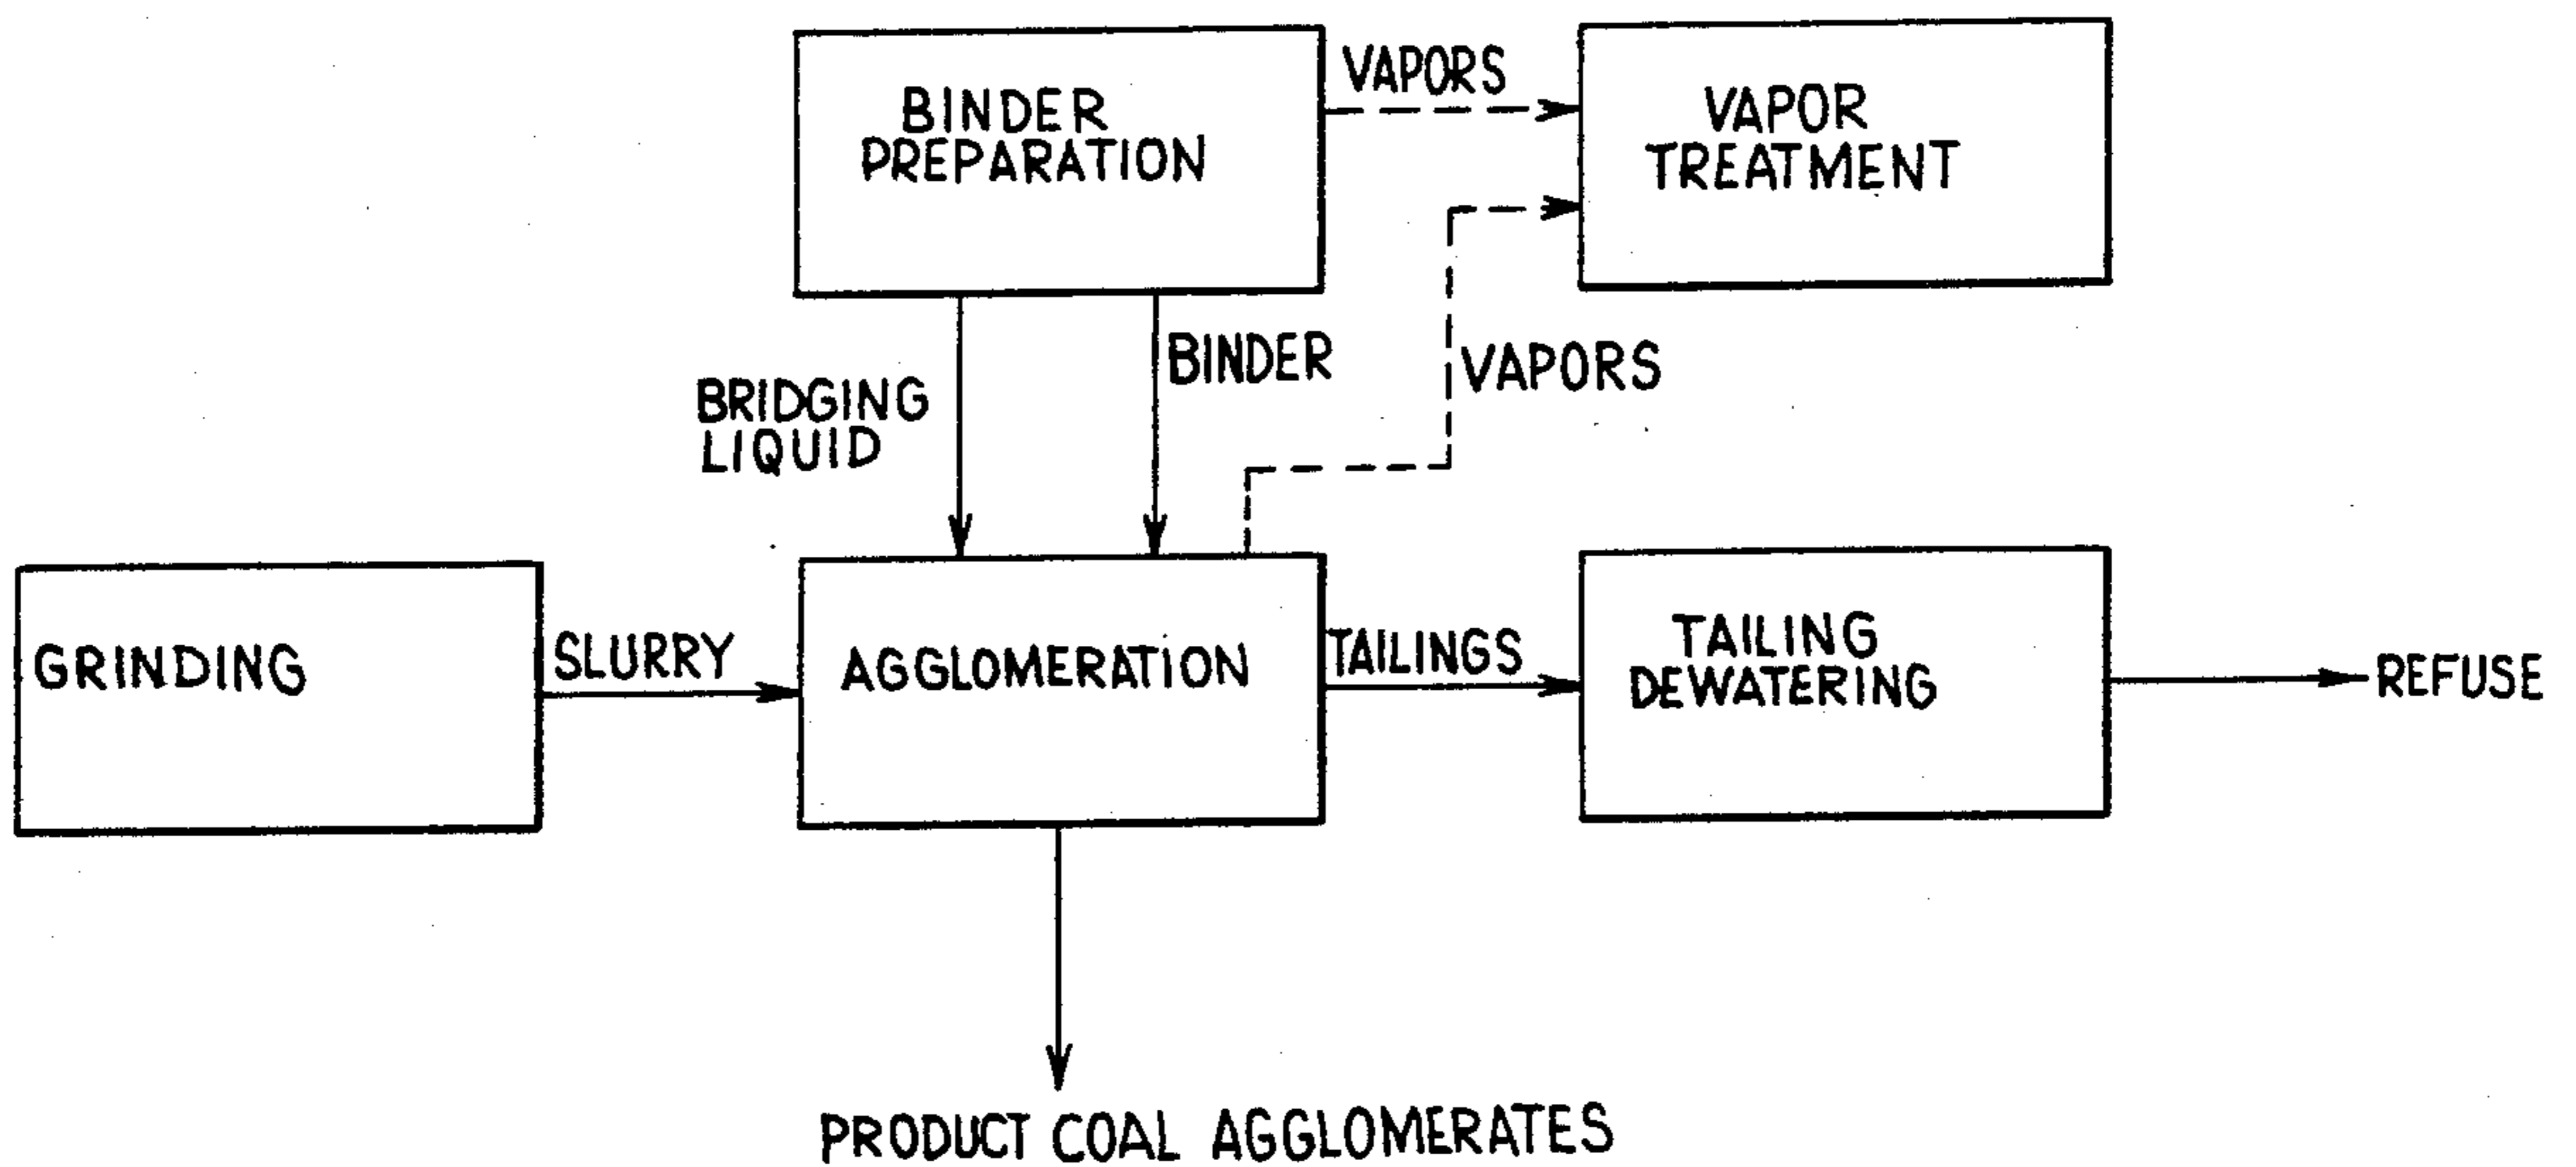 VAPORS
BINDER
PREPARATION
VAPOR
TREATMENT
BINDER
VAPORS
BRIDGING
LIQUID
GRINDING
SLURRY
AGGLOMERATION
TAILINGS
TAILING
DEWATERING
REFUSE
PRODUCT COAL AGGLOMERATES